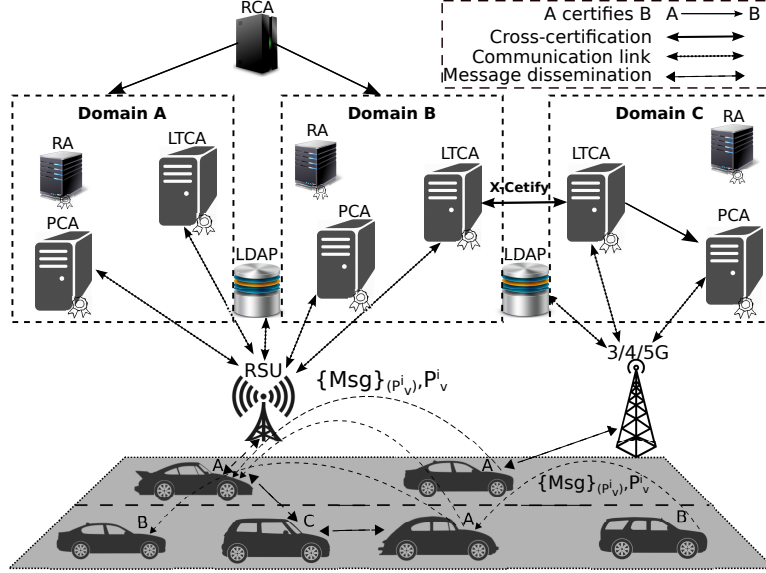 RCA
A certifies B A B
Cross-certification
Communication link
Message dissemination
Domain A
Domain B
Domain C
RA
LTCA
RA
LTCA
LTCA
RA
X-Cetify
PCA
PCA
PCA
LDAP
LDAP
RSU
3/4/5G
{Msg}(Pⁱᵥ),Pⁱᵥ
A
A
{Msg}(Pⁱᵥ),Pⁱᵥ
B
C
A
B